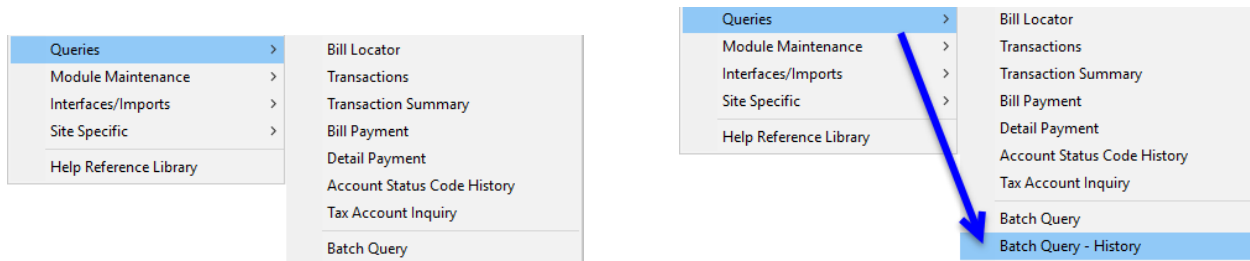 Queries >
Module Maintenance >
Interfaces/Imports >
Site Specific >
Help Reference Library
Bill Locator
Transactions
Transaction Summary
Bill Payment
Detail Payment
Account Status Code History
Tax Account Inquiry
Batch Query
Queries >
Module Maintenance >
Interfaces/Imports >
Site Specific >
Help Reference Library
Bill Locator
Transactions
Transaction Summary
Bill Payment
Detail Payment
Account Status Code History
Tax Account Inquiry
Batch Query
Batch Query - History